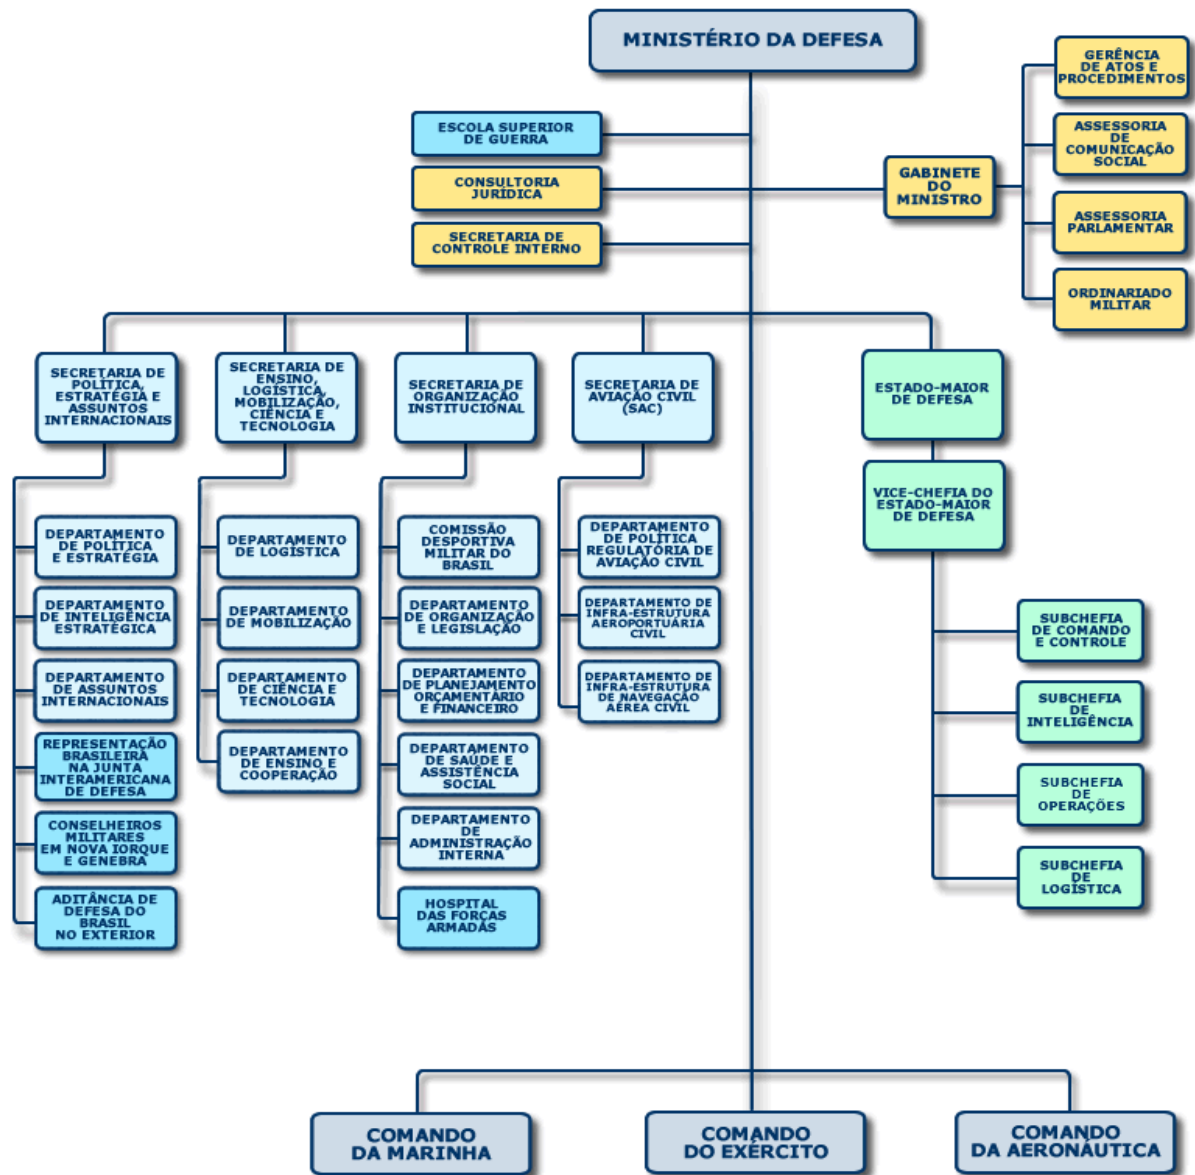 MINISTÉRIO DA DEFESA
GERÊNCIA
DE ATOS E
PROCEDIMENTOS
ESCOLA SUPERIOR
DE GUERRA
ASSESSORIA
DE
COMUNICAÇÃO
SOCIAL
CONSULTORIA
JURÍDICA
GABINETE
DO
MINISTRO
ASSESSORIA
PARLAMENTAR
SECRETARIA DE
CONTROLE INTERNO
ORDINARIADO
MILITAR
SECRETARIA DE
POLÍTICA,
ESTRATÉGIA E
ASSUNTOS
INTERNACIONAIS
SECRETARIA DE
ENSINO,
LOGÍSTICA,
MOBILIZAÇÃO,
CIÊNCIA E
TECNOLOGIA
SECRETARIA DE
ORGANIZAÇÃO
INSTITUCIONAL
SECRETARIA DE
AVIAÇÃO CIVIL
(SAC)
ESTADO-MAIOR
DE DEFESA
VICE-CHEFIA DO
ESTADO-MAIOR
DE DEFESA
DEPARTAMENTO
DE POLÍTICA
E ESTRATÉGIA
DEPARTAMENTO
DE INTELIGÊNCIA
ESTRATÉGICA
DEPARTAMENTO
DE ASSUNTOS
INTERNACIONAIS
REPRESENTAÇÃO
BRASILEIRA
NA JUNTA
INTERAMERICANA
DE DEFESA
CONSELHEIROS
MILITARES
EM NOVA IORQUE
E GENEBRA
ADITÂNCIA DE
DEFESA DO
BRASIL
NO EXTERIOR
DEPARTAMENTO
DE LOGÍSTICA
DEPARTAMENTO
DE MOBILIZAÇÃO
DEPARTAMENTO
DE CIÊNCIA E
TECNOLOGIA
DEPARTAMENTO
DE ENSINO E
COOPERAÇÃO
COMISSÃO
DESPORTIVA
MILITAR DO
BRASIL
DEPARTAMENTO
DE ORGANIZAÇÃO
E LEGISLAÇÃO
DEPARTAMENTO
DE PLANEJAMENTO
ORÇAMENTÁRIO
E FINANCEIRO
DEPARTAMENTO
DE SAÚDE E
ASSISTÊNCIA
SOCIAL
DEPARTAMENTO
DE
ADMINISTRAÇÃO
INTERNA
HOSPITAL
DAS FORÇAS
ARMADAS
DEPARTAMENTO
DE POLÍTICA
REGULATÓRIA DE
AVIAÇÃO CIVIL
DEPARTAMENTO DE
INFRA-ESTRUTURA
AEROPORTUÁRIA
CIVIL
DEPARTAMENTO DE
INFRA-ESTRUTURA
DE NAVEGAÇÃO
AÉREA CIVIL
SUBCHEFIA
DE COMANDO
E CONTROLE
SUBCHEFIA
DE
INTELIGÊNCIA
SUBCHEFIA
DE
OPERAÇÕES
SUBCHEFIA
DE
LOGÍSTICA
COMANDO
DA MARINHA
COMANDO
DO EXÉRCITO
COMANDO
DA AERONÁUTICA